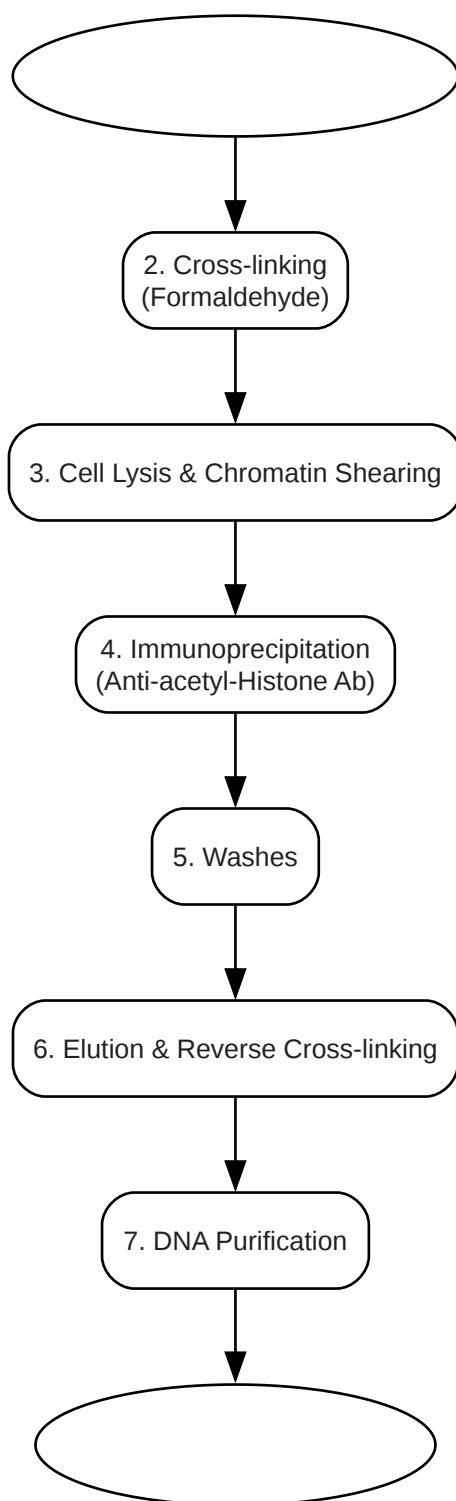 2. Cross-linking
(Formaldehyde)
3. Cell Lysis & Chromatin Shearing
4. Immunoprecipitation
(Anti-acetyl-Histone Ab)
5. Washes
6. Elution & Reverse Cross-linking
7. DNA Purification